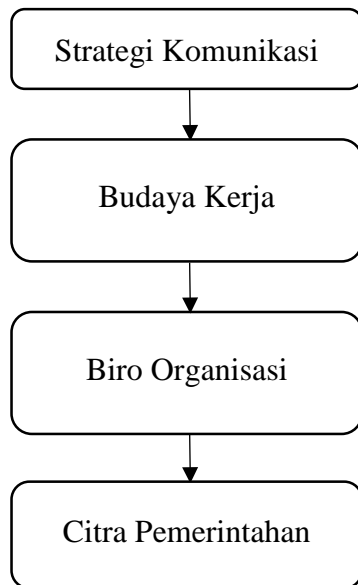 Strategi Komunikasi
Budaya Kerja
Biro Organisasi
Citra Pemerintahan